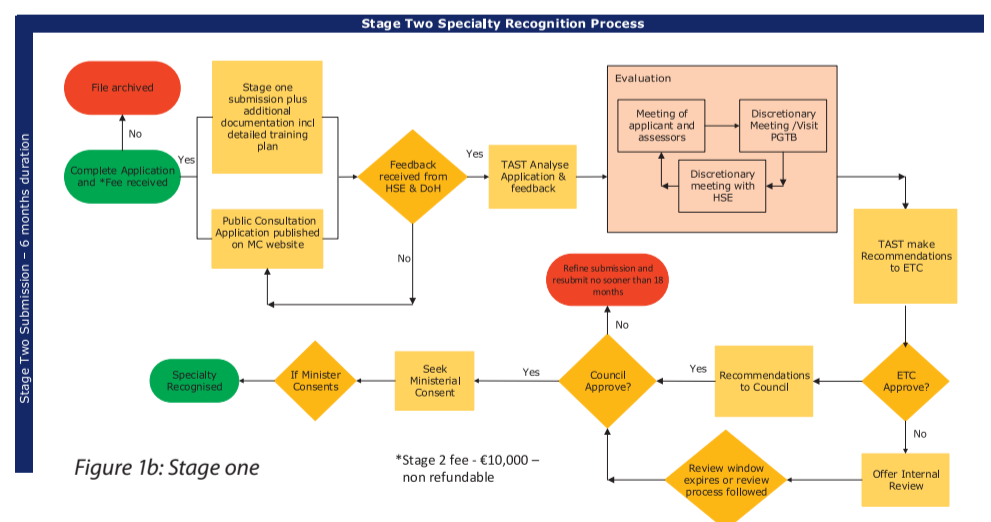 Stage Two Specialty Recognition Process
Stage Two Submission – 6 months duration
File archived
No
Complete Application
and *Fee received
Yes
Stage one
submission plus
additional
documentation incl
detailed training
plan
Public Consultation
Application published
on MC website
Feedback
received from
HSE & DoH
Yes
No
TAST Analyse
Application &
feedback
Evaluation
Meeting of
applicant and
assessors
Discretionary
Meeting /Visit
PGTB
Discretionary
meeting with
HSE
TAST make
Recommendations
to ETC
ETC
Approve?
Yes
No
Recommendations
to Council
Offer Internal
Review
Review window
expires or review
process followed
Council
Approve?
No
Refine submission and
resubmit no sooner than 18
months
Yes
Seek
Ministerial
Consent
If Minister
Consents
Specialty
Recognised
*Stage 2 fee - €10,000 –
non refundable
Figure 1b: Stage one